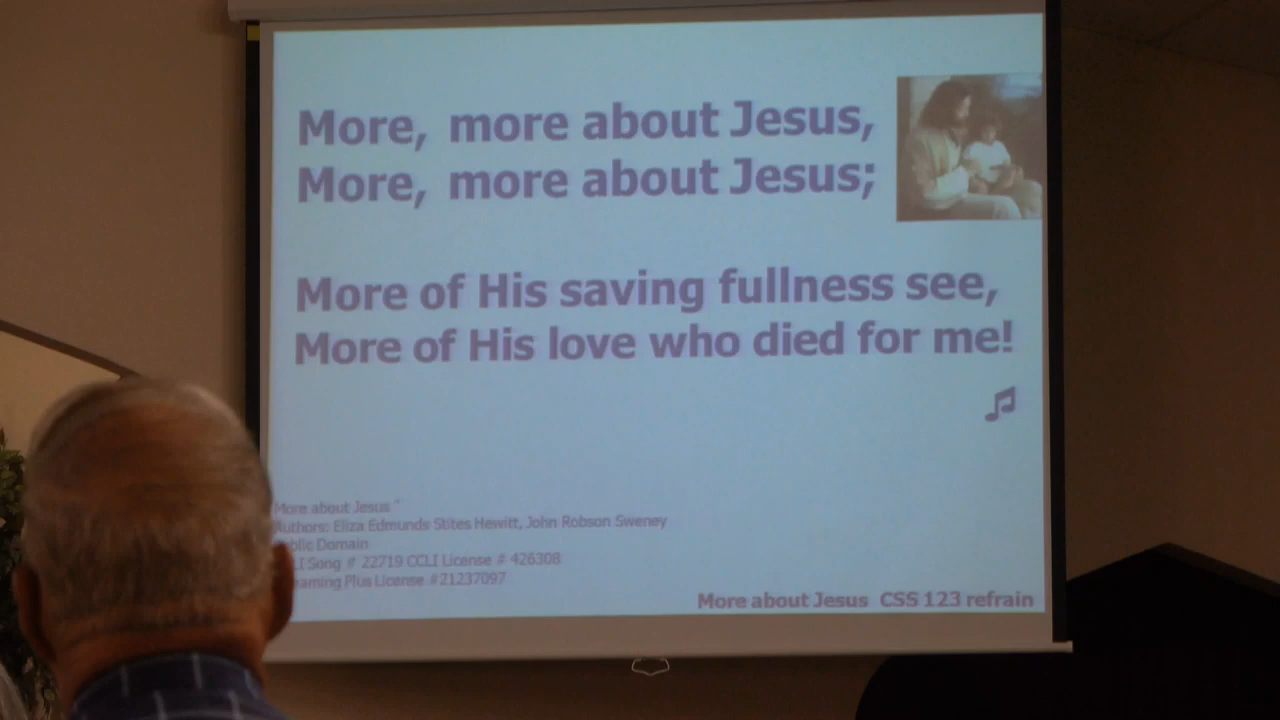 More, more about Jesus,
More, more about Jesus;
More of His saving fullness see,
More of His love who died for me!
More about Jesus "
Authors: Eliza Edmunds Stites Hewitt, John Robson Sweney
Domain
Song # 22719 CCLI License # 426308
Plus License #21237097
More about Jesus CSS 123 refrain